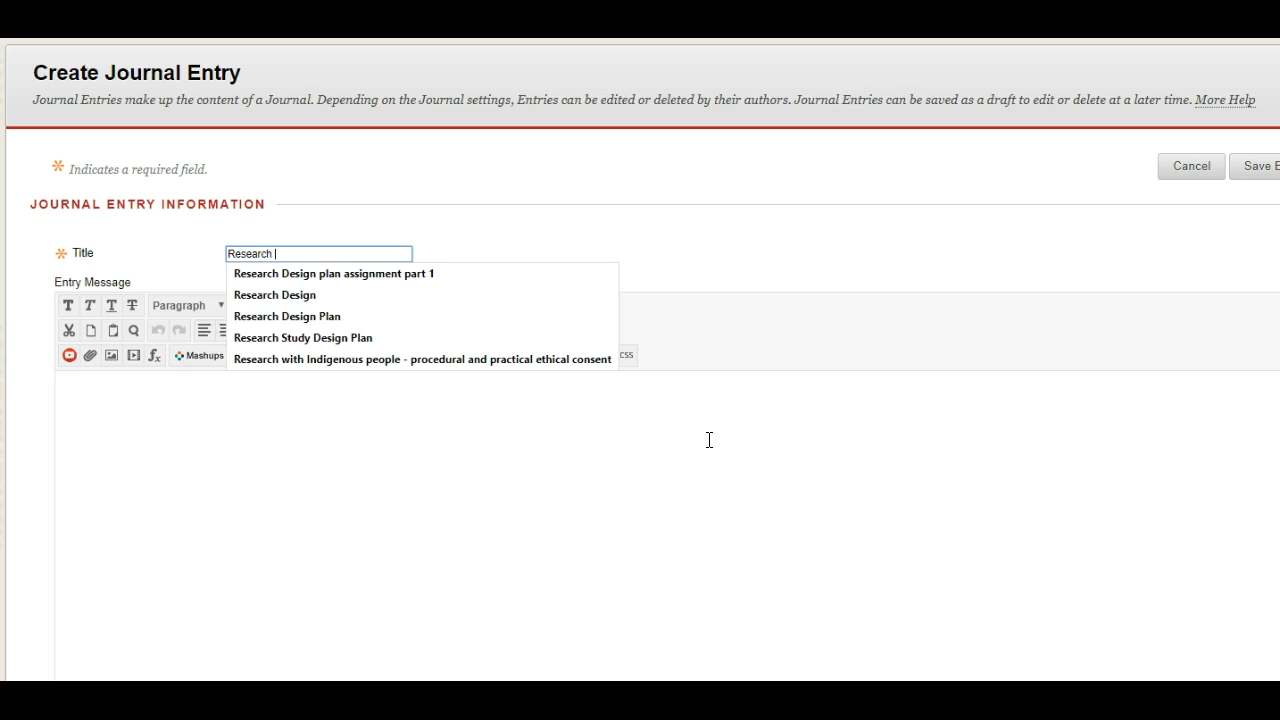 Create Journal Entry
Journal Entries make up the content of a Journal. Depending on the Journal settings, Entries can be edited or deleted by their authors. Journal Entries can be saved as a draft to edit or delete at a later time. More Help
* Indicates a required field.
Cancel
Save E
JOURNAL ENTRY INFORMATION
* Title
Research
Research Design plan assignment part 1
Entry Message
Research Design
T T T T Paragraph
Research Design Plan
Research Study Design Plan
Mashups
Research with Indigenous people - procedural and practical ethical consent
css